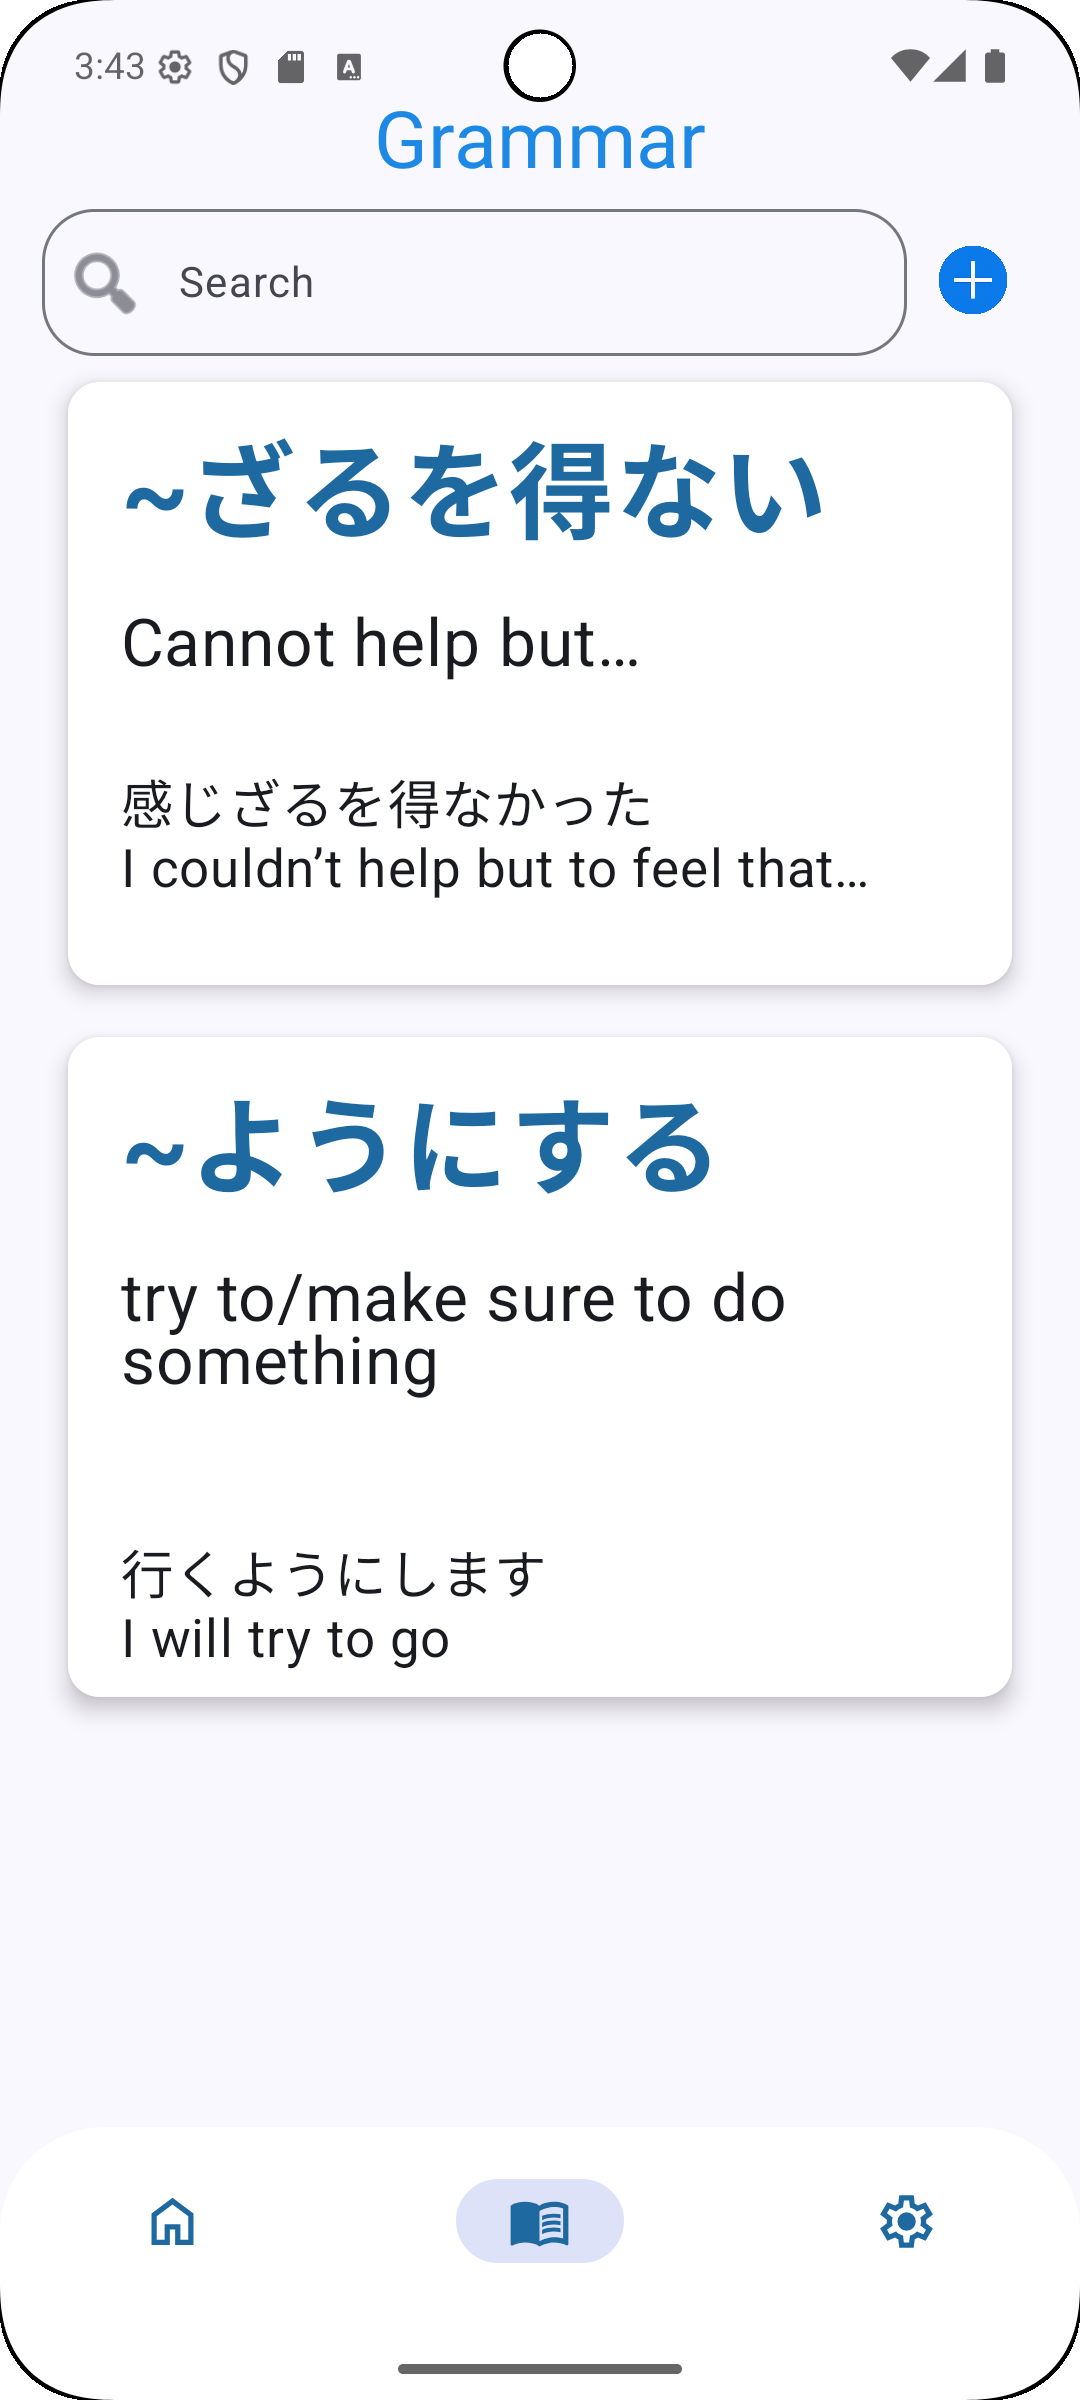 3:43
Grammar
Search
~ざるを得ない
Cannot help but…
感じざるを得なかった
I couldn’t help but to feel that…
~ようにする
try to/make sure to do
something
行くようにします
I will try to go